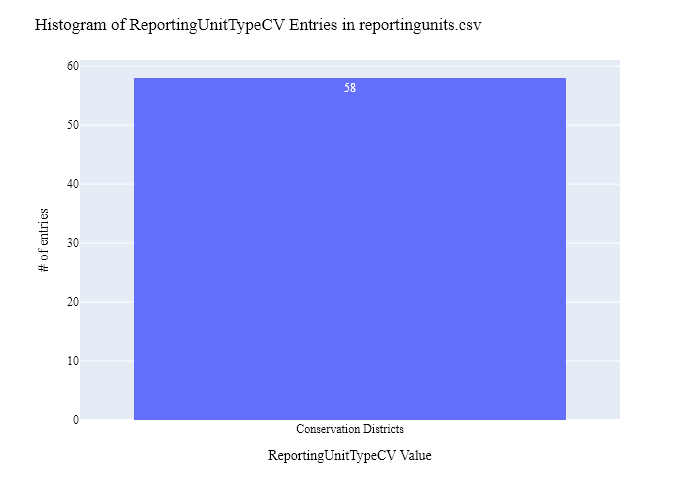 Histogram of ReportingUnitTypeCV Entries in reportingunits.csv
60
58
50
40
30
20
10
0
# of entries
Conservation Districts
ReportingUnitTypeCV Value